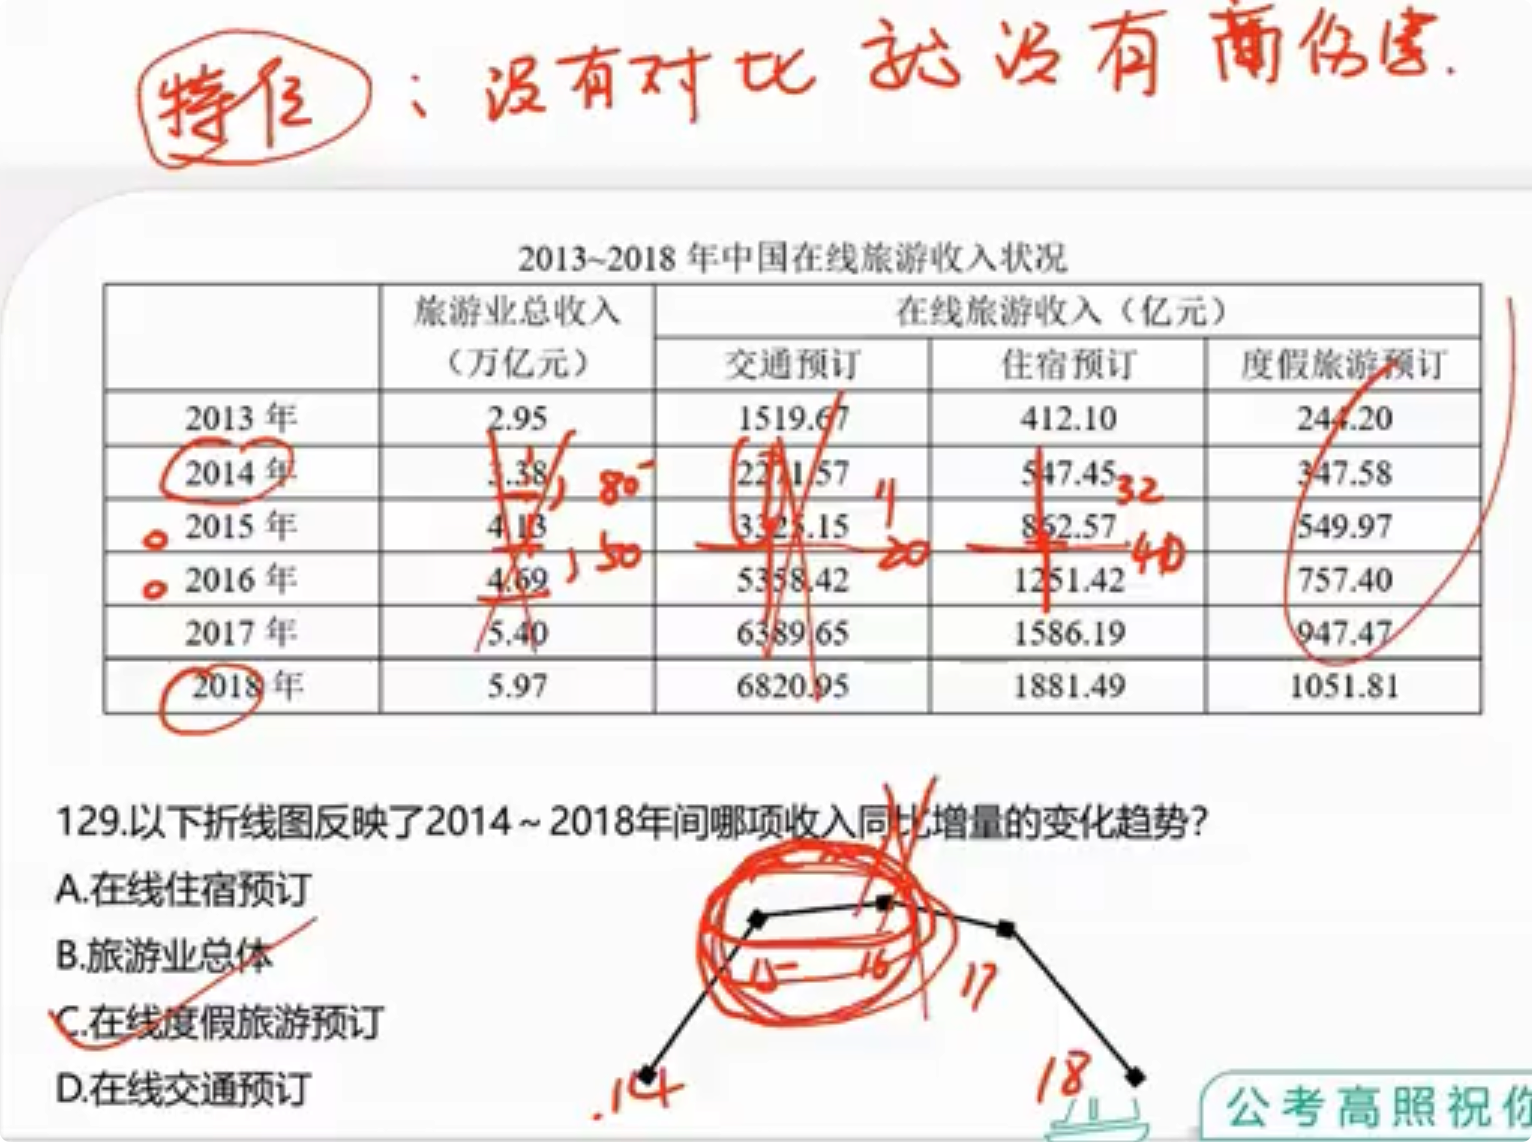 特征：没有对比 就没有商伤害.
2013~2018 年中国在线旅游收入状况
旅游业总收入（万亿元） 在线旅游收入（亿元）
交通预订 住宿预订 度假旅游预订
2013 年 2.95 1519.67 412.10 244.20
2014 年 3.38 80 2271.57 11 547.45 32 347.58
2015 年 4.13 50 3323.15 20 862.57 40 549.97
2016 年 4.69 5358.42 1251.42 757.40
2017 年 5.40 6389.65 1586.19 947.47
2018 年 5.97 6820.95 1881.49 1051.81
129.以下折线图反映了2014～2018年间哪项收入同比增量的变化趋势？
A.在线住宿预订
B.旅游业总体
C.在线度假旅游预订
D.在线交通预订
14 15 16 17 18
公考高照祝你